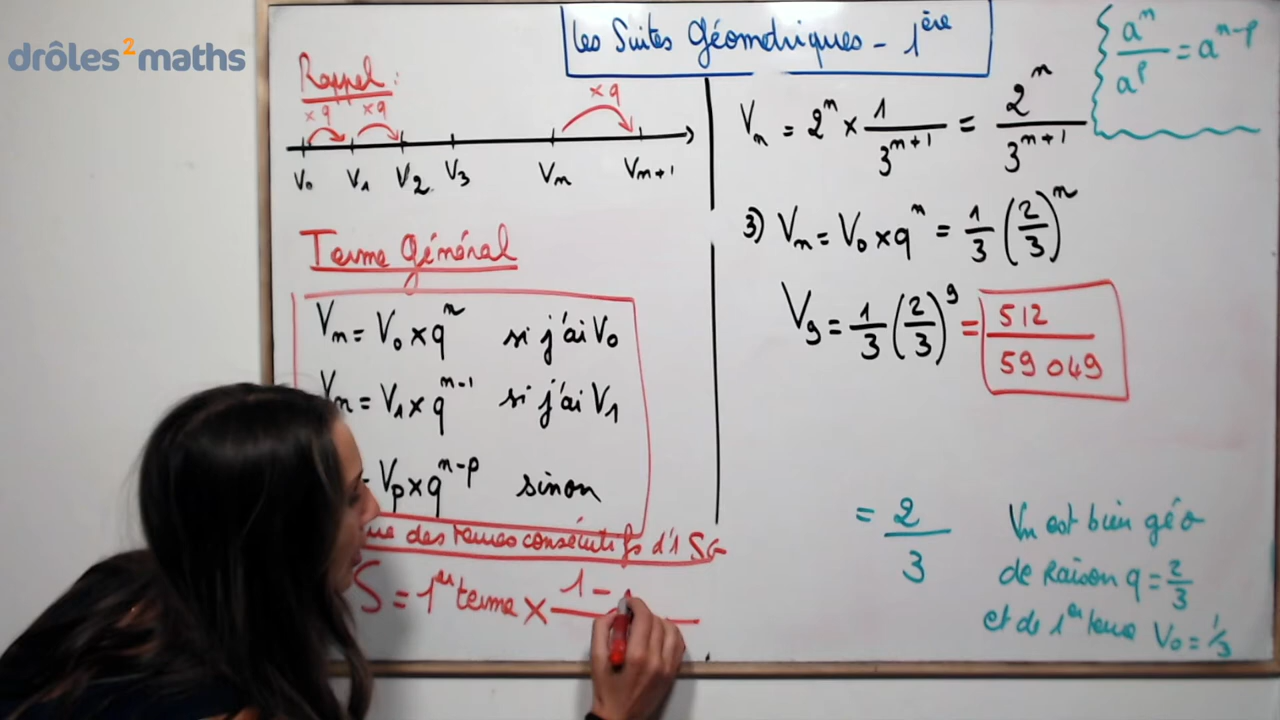 drôles2maths
Les Suites Géométriques - 1ère
Rappel :
×q ×q ×q
V₀ V₁ V₂ V₃ Vn Vn+1
Terme Général
Vn = V₀ × q^n si j'ai V₀
Vn = V₁ × q^(n-1) si j'ai V₁
= Vp × q^(n-p) sinon
des termes consécutifs d'1 SG
S = 1er terme × 1 -
a^n / a^p = a^(n-p)
Vn = 2^n × 1 / 3^(n+1) = 2^n / 3^(n+1)
3) Vn = V₀ × q^n = 1/3 (2/3)^n
V₉ = 1/3 (2/3)^9 = 512 / 59 049
= 2 / 3
Vn est bien géo
de raison q = 2/3
et de 1er terme V₀ = 1/3